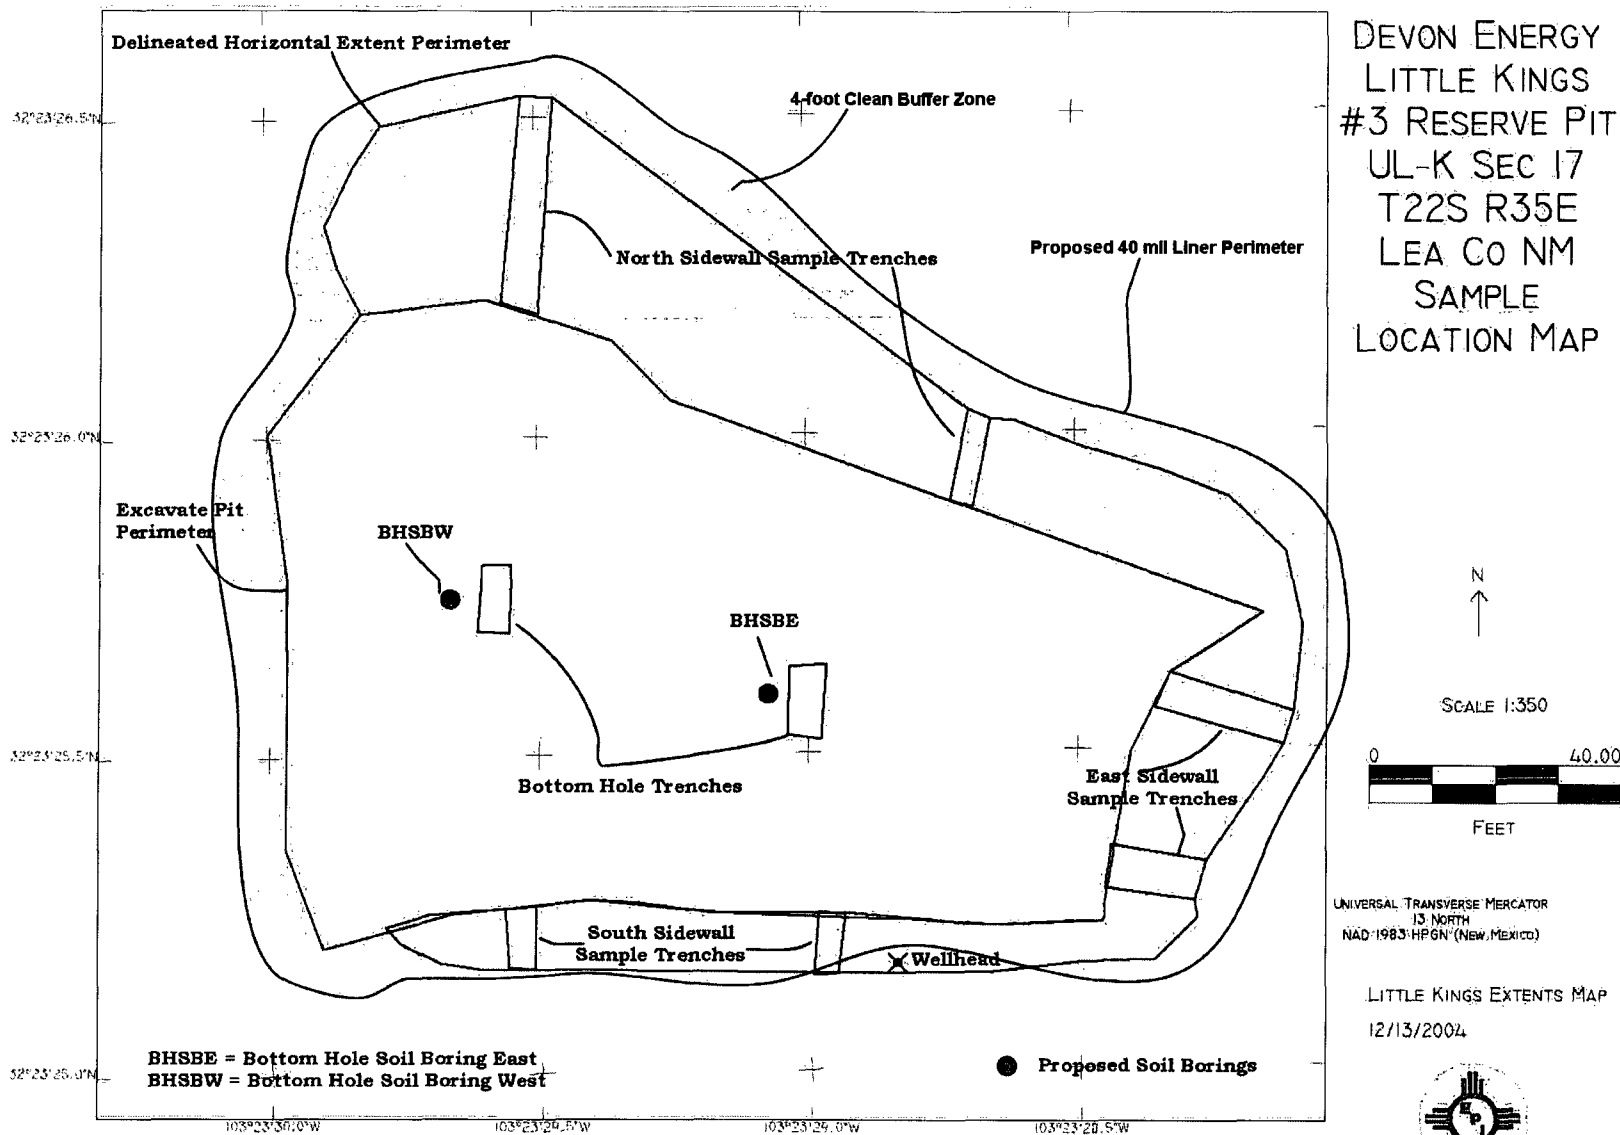 DEVON ENERGY
LITTLE KINGS
#3 RESERVE PIT
UL-K SEC 17
T22S R35E
LEA CO NM
SAMPLE
LOCATION MAP
Delineated Horizontal Extent Perimeter
4-foot Clean Buffer Zone
32°23'26.5"N
North Sidewall Sample Trenches
Proposed 40 mil Liner Perimeter
32°23'26.0"N
Excavate Pit
Perimeter
BHSBW
BHSBE
N
SCALE 1:350
0 40.00
FEET
32°23'25.5"N
Bottom Hole Trenches
East Sidewall
Sample Trenches
UNIVERSAL TRANSVERSE MERCATOR
13 NORTH
NAD 1983 HPGN (NEW MEXICO)
South Sidewall
Sample Trenches
Wellhead
LITTLE KINGS EXTENTS MAP
12/13/2004
BHSBE = Bottom Hole Soil Boring East
BHSBW = Bottom Hole Soil Boring West
Proposed Soil Borings
32°23'25.0"N
103°23'30.0"W
103°23'29.5"W
103°23'29.0"W
103°23'28.5"W
EPI